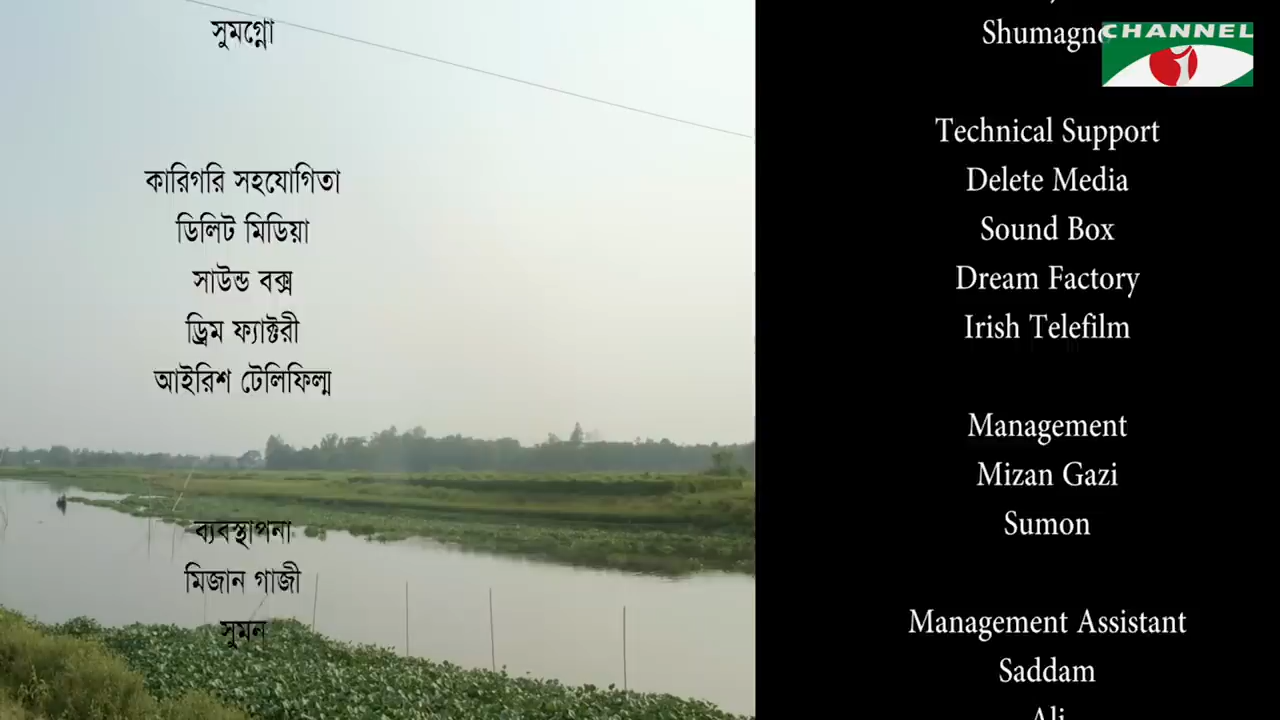 সুমগ্নো
কারিগরি সহযোগিতা
ডিলিট মিডিয়া
সাউন্ড বক্স
ড্রিম ফ্যাক্টরী
আইরিশ টেলিফিল্ম
ব্যবস্থাপনা
মিজান গাজী
সুমন
CHANNEL
Technical Support
Delete Media
Sound Box
Dream Factory
Irish Telefilm
Management
Mizan Gazi
Sumon
Management Assistant
Saddam